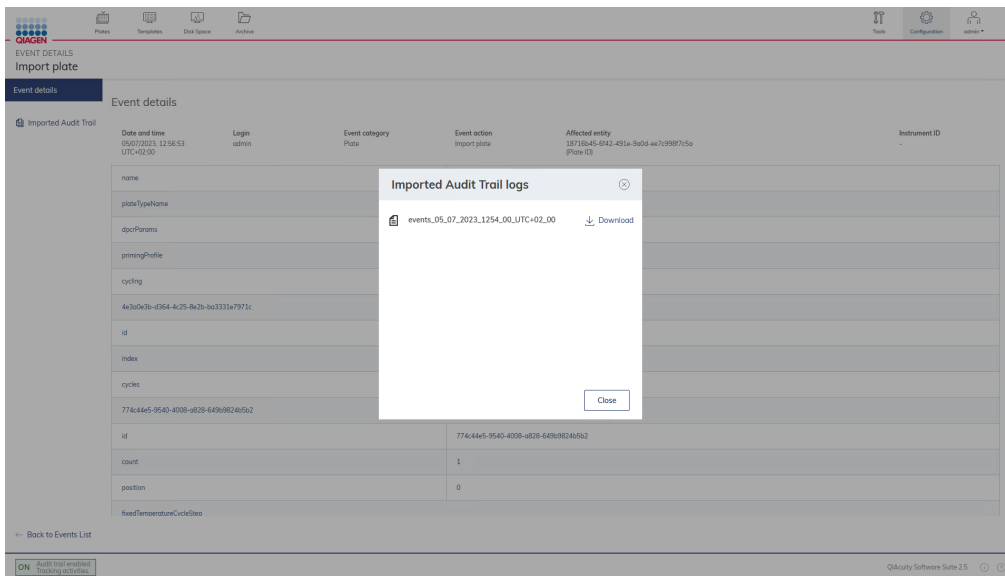 QIAGEN
Plates
Templates
Disk Space
Archive
Tools
Configuration
admin
EVENT DETAILS
Import plate
Event details
Imported Audit Trail
Event details
Date and time
05/07/2023, 12:56:53
UTC+02:00
Login
admin
Event category
Plate
Event action
Import plate
Affected entity
18716b45-6f42-491e-9a0d-ee7c998f7c5a
(Plate ID)
Instrument ID
-
name
plateTypeName
dpcrParams
primingProfile
cycling
4e3a0e3b-d364-4c25-8e2b-ba3331e7971c
id
index
cycles
774c44e5-9540-4008-a828-649b9824b5b2
id
774c44e5-9540-4008-a828-649b9824b5b2
count
1
position
0
fixedTemperatureCycleStep
Imported Audit Trail logs
events_05_07_2023_1254_00_UTC+02_00
Download
Close
← Back to Events List
ON Audit trail enabled
Tracking activities.
QIAcuity Software Suite 2.5